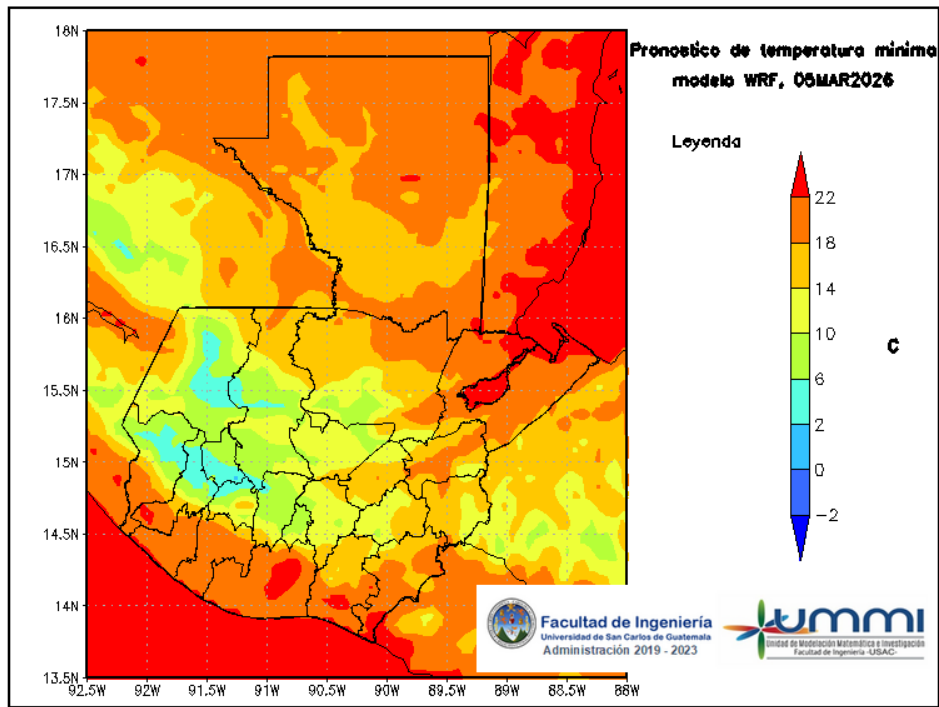 Pronostico de temperatura minima
modelo WRF, 05MAR2026
Leyenda
22
18
14
10
6
2
0
−2
C
18N
17.5N
17N
16.5N
16N
15.5N
15N
14.5N
14N
13.5N
92.5W 92W 91.5W 91W 90.5W 90W 89.5W 89W 88.5W 88W
Facultad de Ingeniería
Universidad de San Carlos de Guatemala
Administración 2019 - 2023
ummi
Unidad de Modelación Matemática e Investigación
Facultad de Ingeniería -USAC-